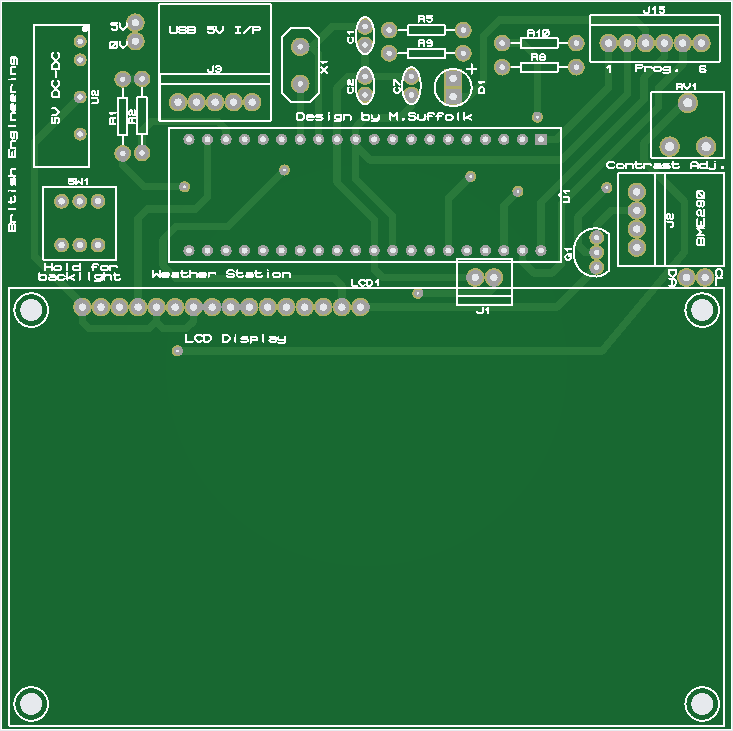 British Engineering
5V
0V
5V DC-DC
U2
R1
R2
USB 5V I/P
J3
X1
C1
C2
C7
R5
R9
D1
+
R10
R8
J15
1 Prog. 6
RV1
Contrast Adj.
Design by M.Suffolk
U1
SW1
Hold for
backlight
Weather Station
LCD1
J1
Q1
J2
BME280
LCD Display